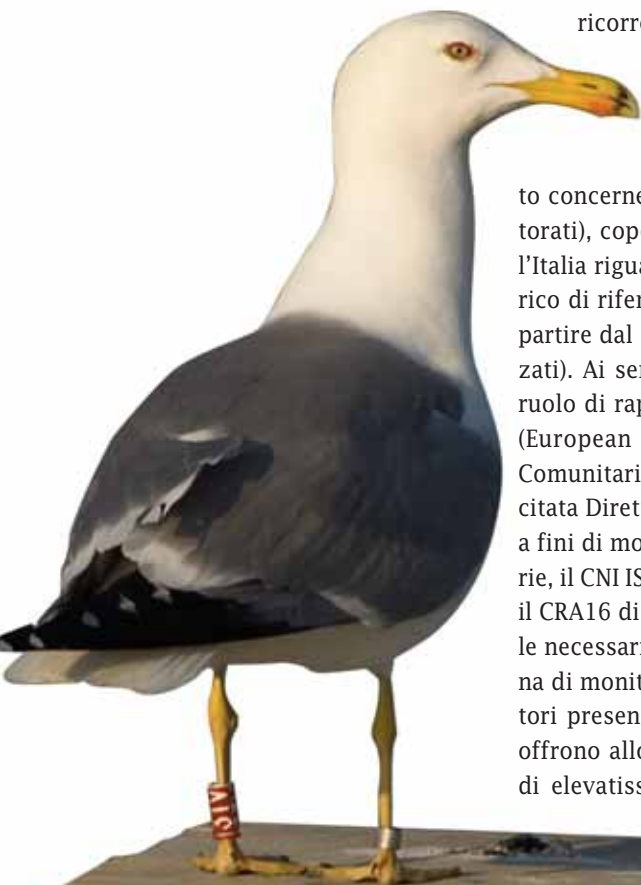 ricorre
to concerne
torati), cope
l'Italia rigua
rico di rifer
partire dal
zati). Ai ser
ruolo di rap
(European
Comunitari
citata Diret
a fini di mo
rie, il CNI IS
il CRA16 di
le necessari
na di monit
tori presen
offrono allo
di elevatiss